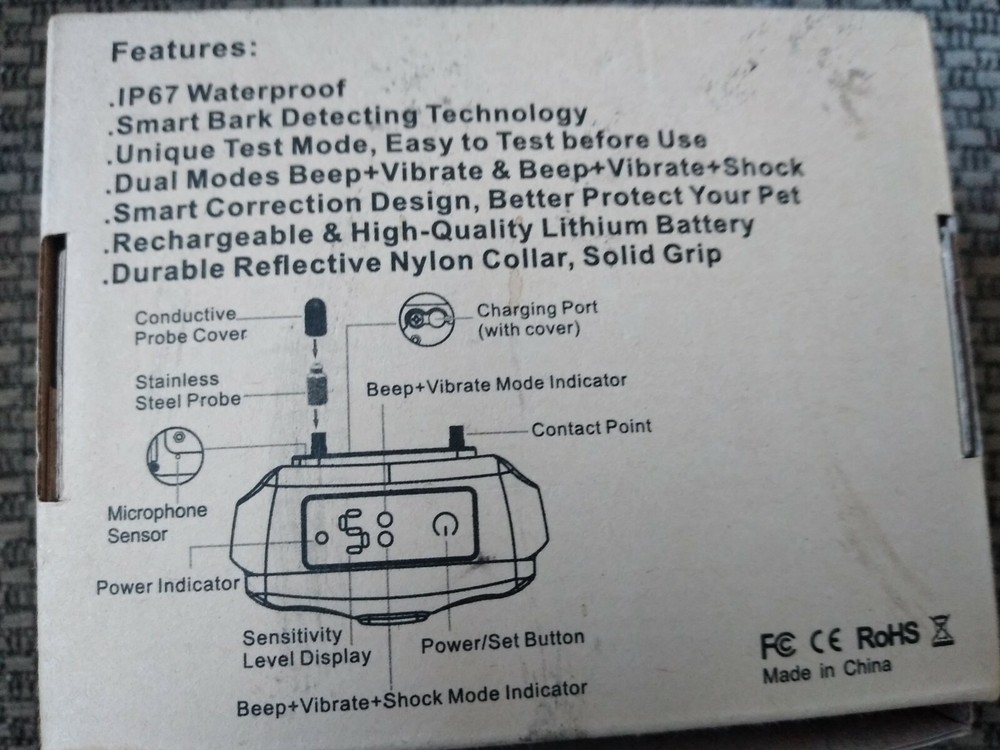 Features:
.IP67 Waterproof
.Smart Bark Detecting Technology
.Unique Test Mode, Easy to Test before Use
.Dual Modes Beep+Vibrate & Beep+Vibrate+Shock
.Smart Correction Design, Better Protect Your Pet
.Rechargeable & High-Quality Lithium Battery
.Durable Reflective Nylon Collar, Solid Grip
Conductive
Probe Cover
Charging Port
(with cover)
Stainless
Steel Probe
Beep+Vibrate Mode Indicator
Contact Point
Microphone
Sensor
5
Power Indicator
Sensitivity
Level Display
Power/Set Button
Beep+Vibrate+Shock Mode Indicator
FC CE RoHS
Made in China